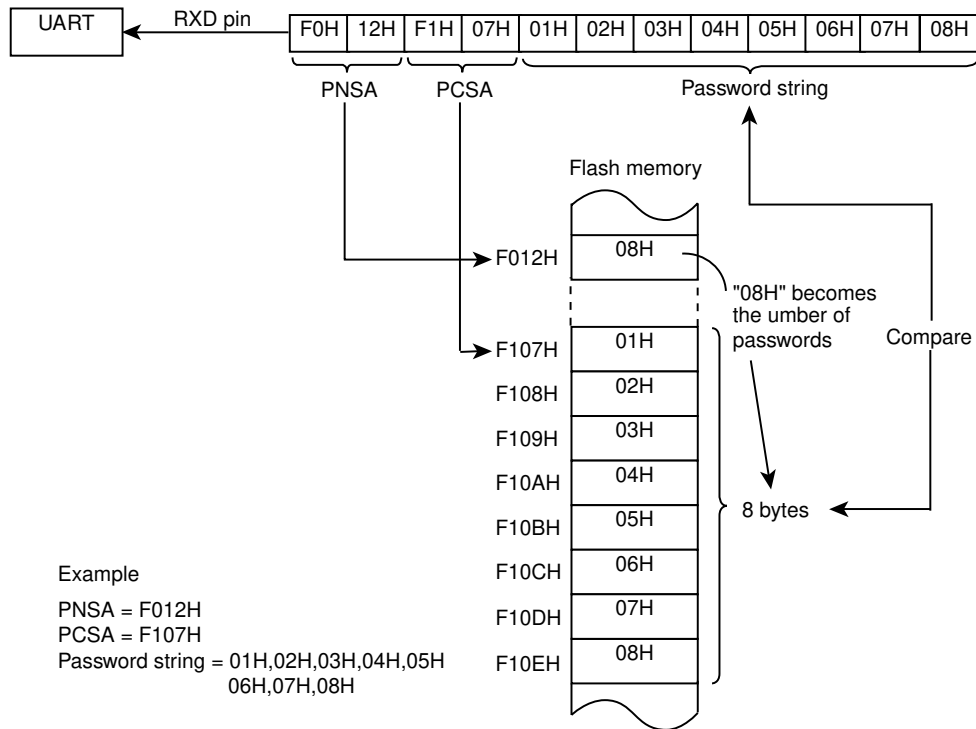 UART
RXD pin
F0H 12H F1H 07H 01H 02H 03H 04H 05H 06H 07H 08H
PNSA
PCSA
Password string
Flash memory
F012H
08H
"08H" becomes
the umber of
passwords
Compare
F107H
01H
F108H
02H
F109H
03H
F10AH
04H
F10BH
05H
F10CH
06H
F10DH
07H
F10EH
08H
8 bytes
Example
PNSA = F012H
PCSA = F107H
Password string = 01H,02H,03H,04H,05H
06H,07H,08H